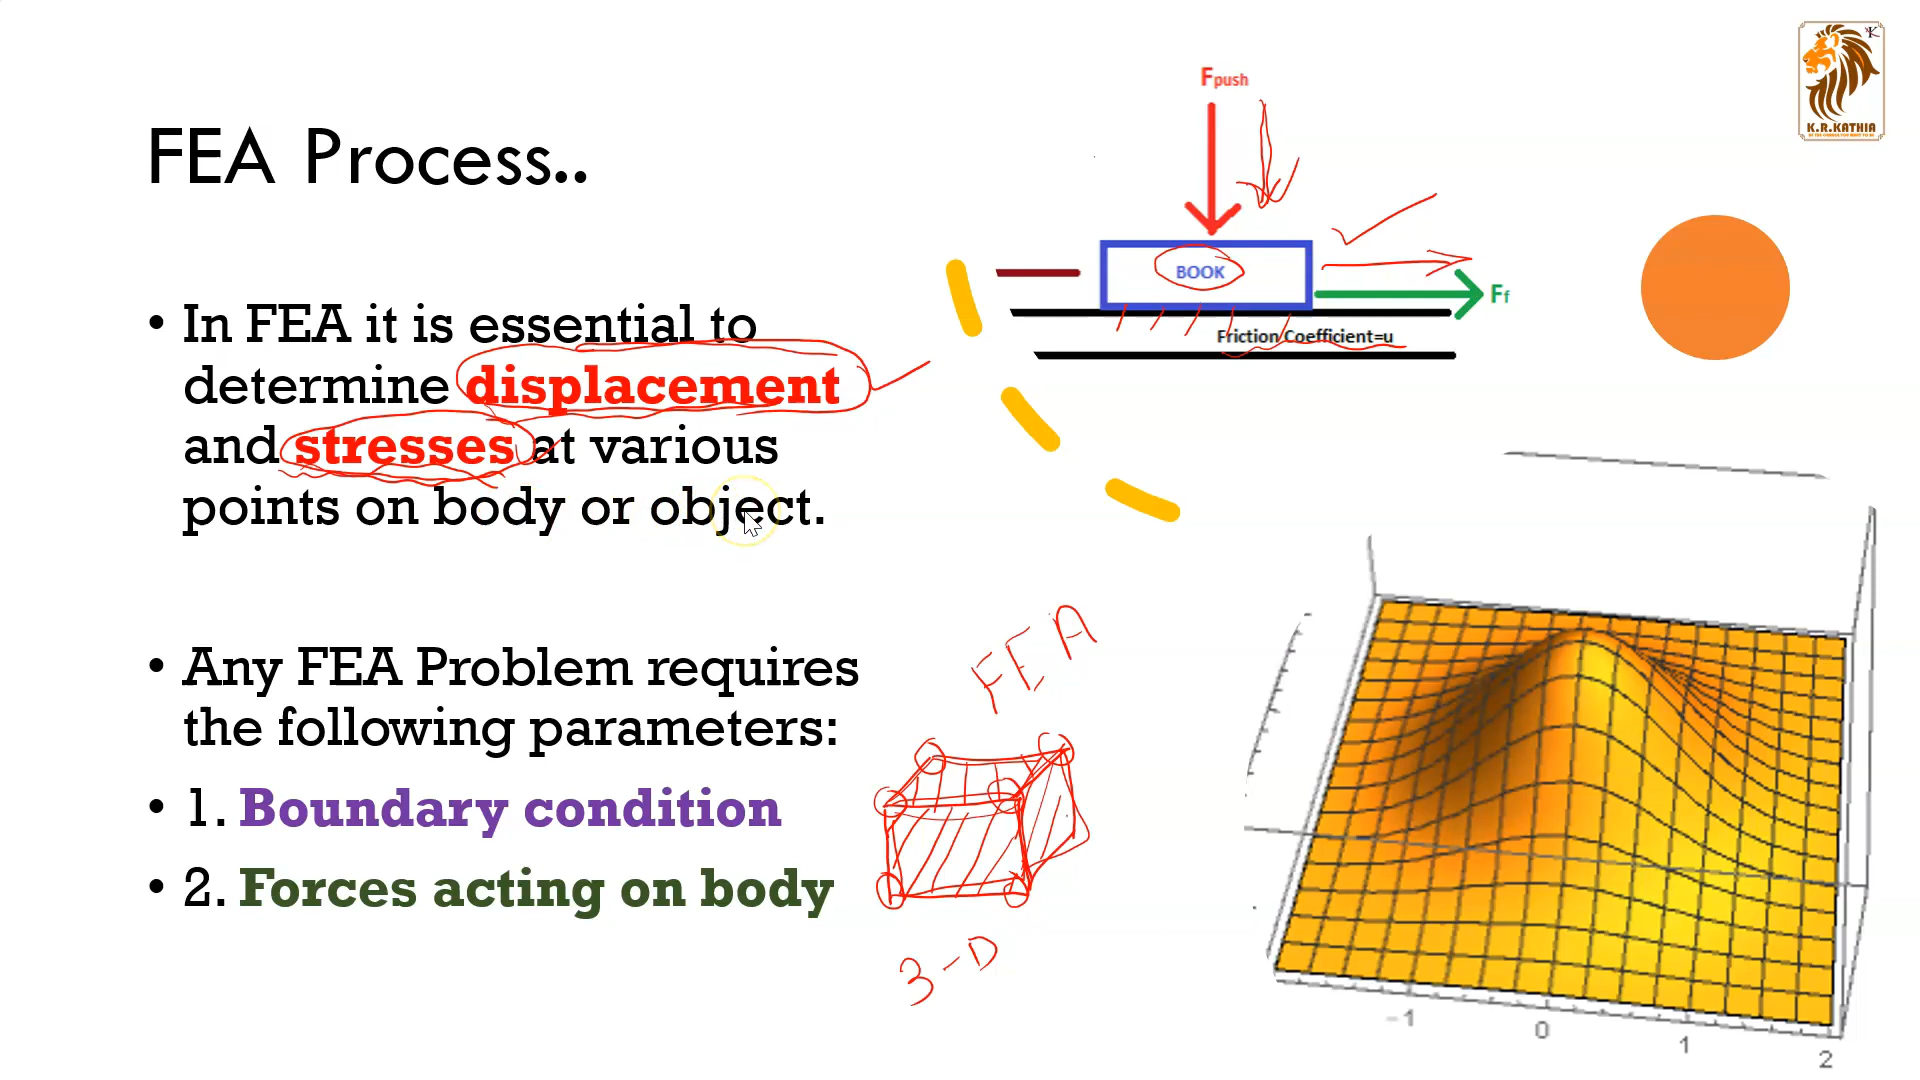 FEA Process..
• In FEA it is essential to
determine displacement
and stresses at various
points on body or object.
• Any FEA Problem requires
the following parameters:
• 1. Boundary condition
• 2. Forces acting on body
Fpush
BOOK
Ff
Friction Coefficient=u
FEA
3-D
-1
0
1
2
K
K.R.KATHIA